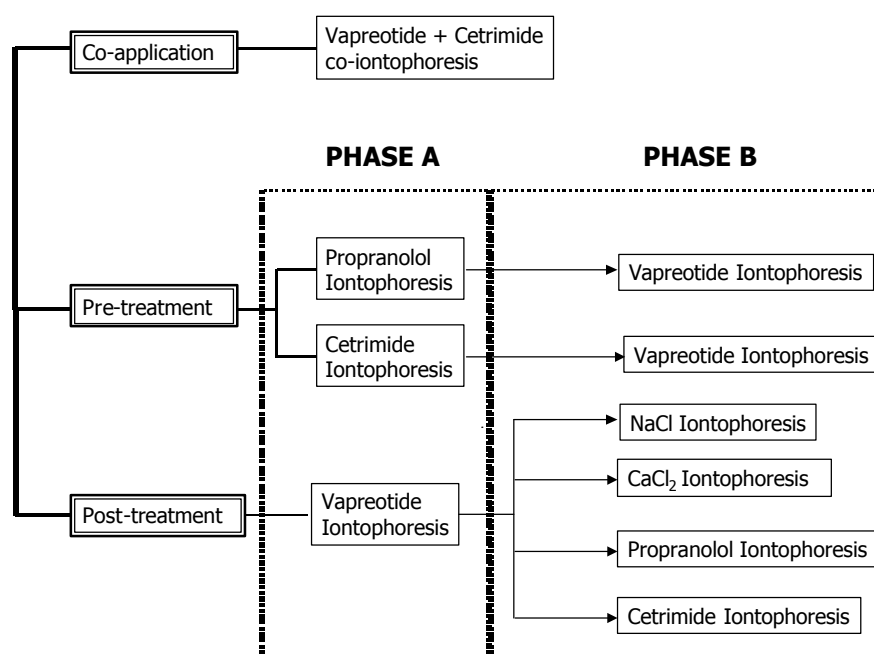 Co-application
Vapreotide + Cetrimide
co-iontophoresis
PHASE A
PHASE B
Pre-treatment
Propranolol
Iontophoresis
Vapreotide Iontophoresis
Cetrimide
Iontophoresis
Vapreotide Iontophoresis
Post-treatment
Vapreotide
Iontophoresis
NaCl Iontophoresis
CaCl₂ Iontophoresis
Propranolol Iontophoresis
Cetrimide Iontophoresis